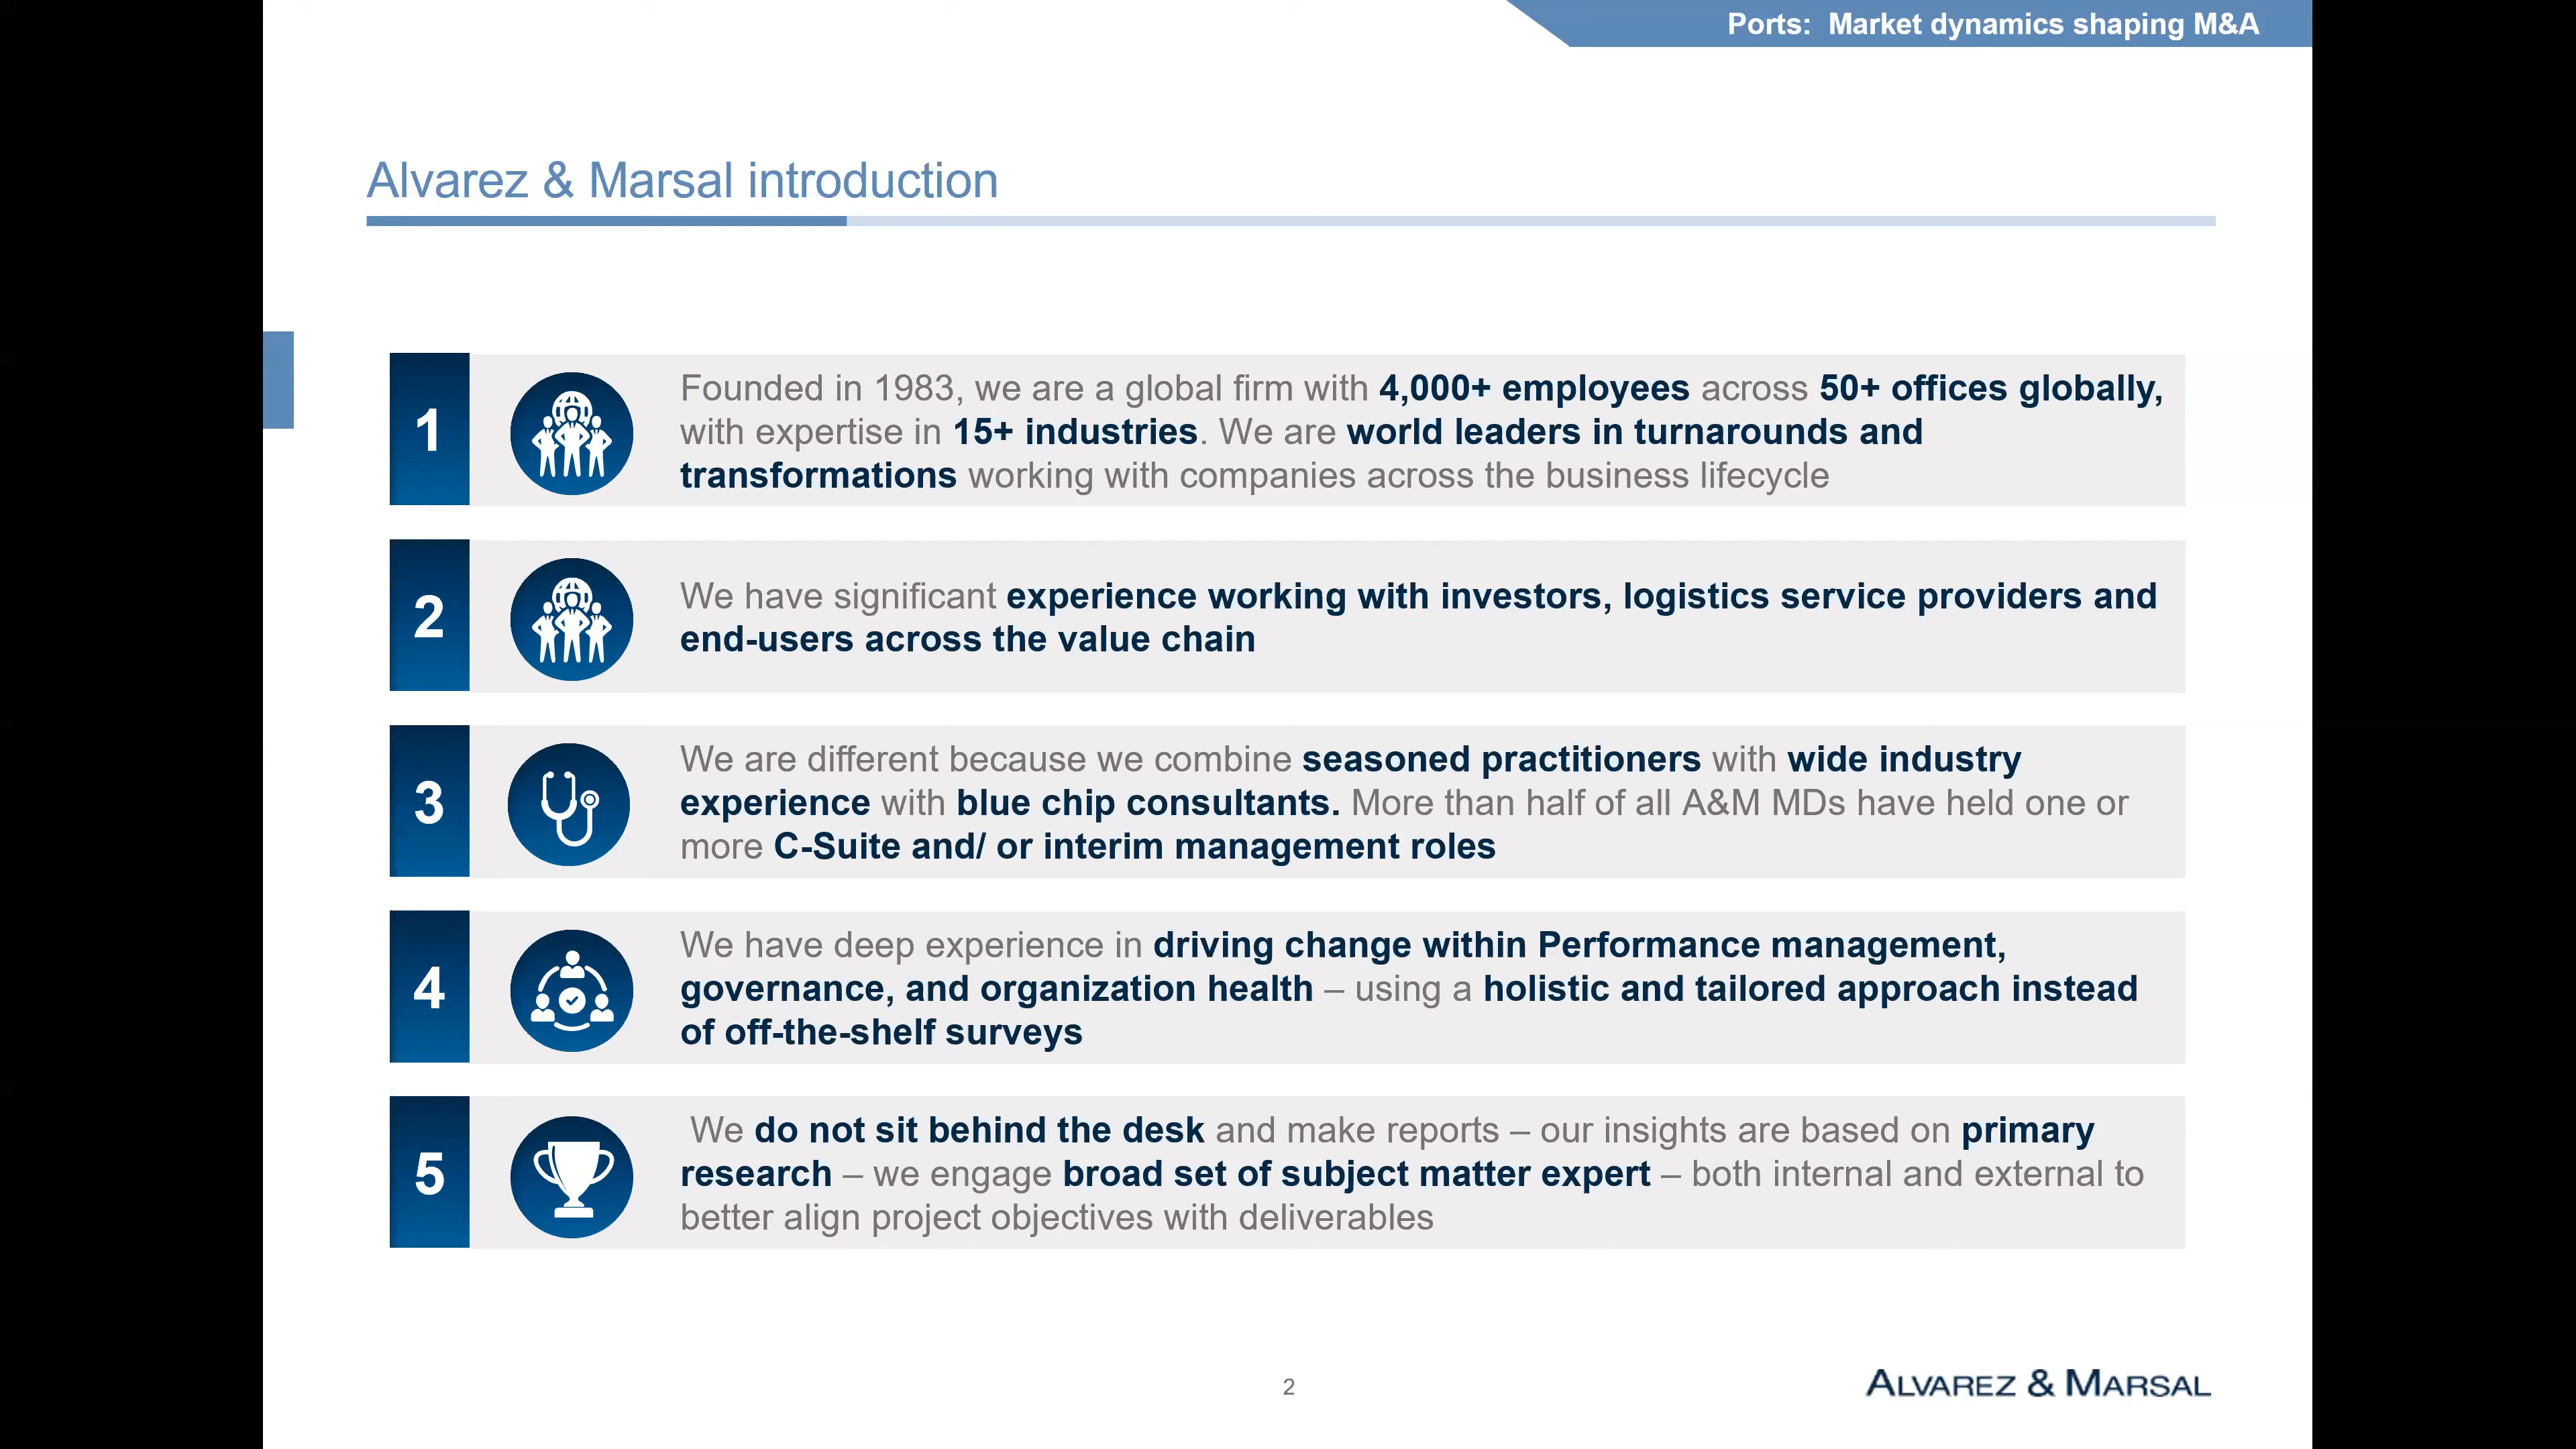 Ports:  Market dynamics shaping M&A
Alvarez & Marsal introduction
1
Founded in 1983, we are a global firm with 4,000+ employees across 50+ offices globally,
with expertise in 15+ industries. We are world leaders in turnarounds and
transformations working with companies across the business lifecycle
2
We have significant experience working with investors, logistics service providers and
end-users across the value chain
3
We are different because we combine seasoned practitioners with wide industry
experience with blue chip consultants. More than half of all A&M MDs have held one or
more C-Suite and/ or interim management roles
4
We have deep experience in driving change within Performance management,
governance, and organization health – using a holistic and tailored approach instead
of off-the-shelf surveys
5
We do not sit behind the desk and make reports – our insights are based on primary
research – we engage broad set of subject matter expert – both internal and external to
better align project objectives with deliverables
2
ALVAREZ & MARSAL